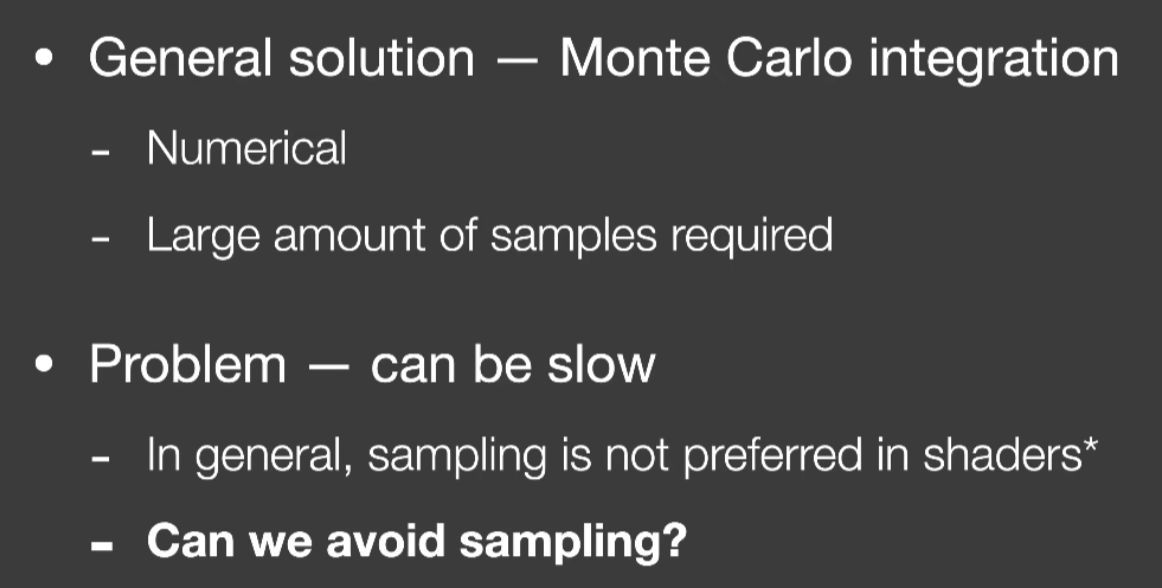 • General solution — Monte Carlo integration
- Numerical
- Large amount of samples required
• Problem — can be slow
- In general, sampling is not preferred in shaders*
- Can we avoid sampling?